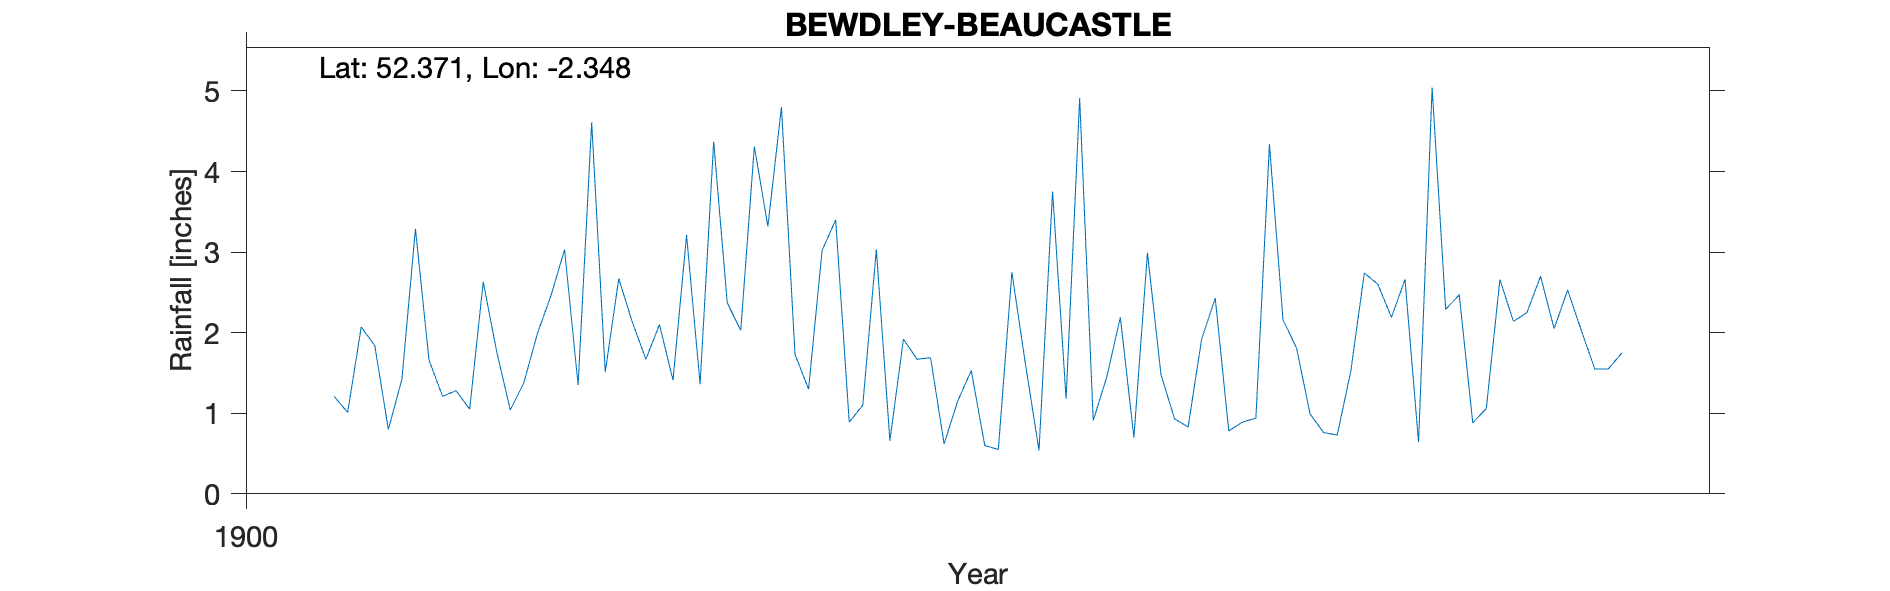 BEWDLEY-BEAUCASTLE
Lat: 52.371, Lon: -2.348
Rainfall [inches]
5
4
3
2
1
0
1900
Year